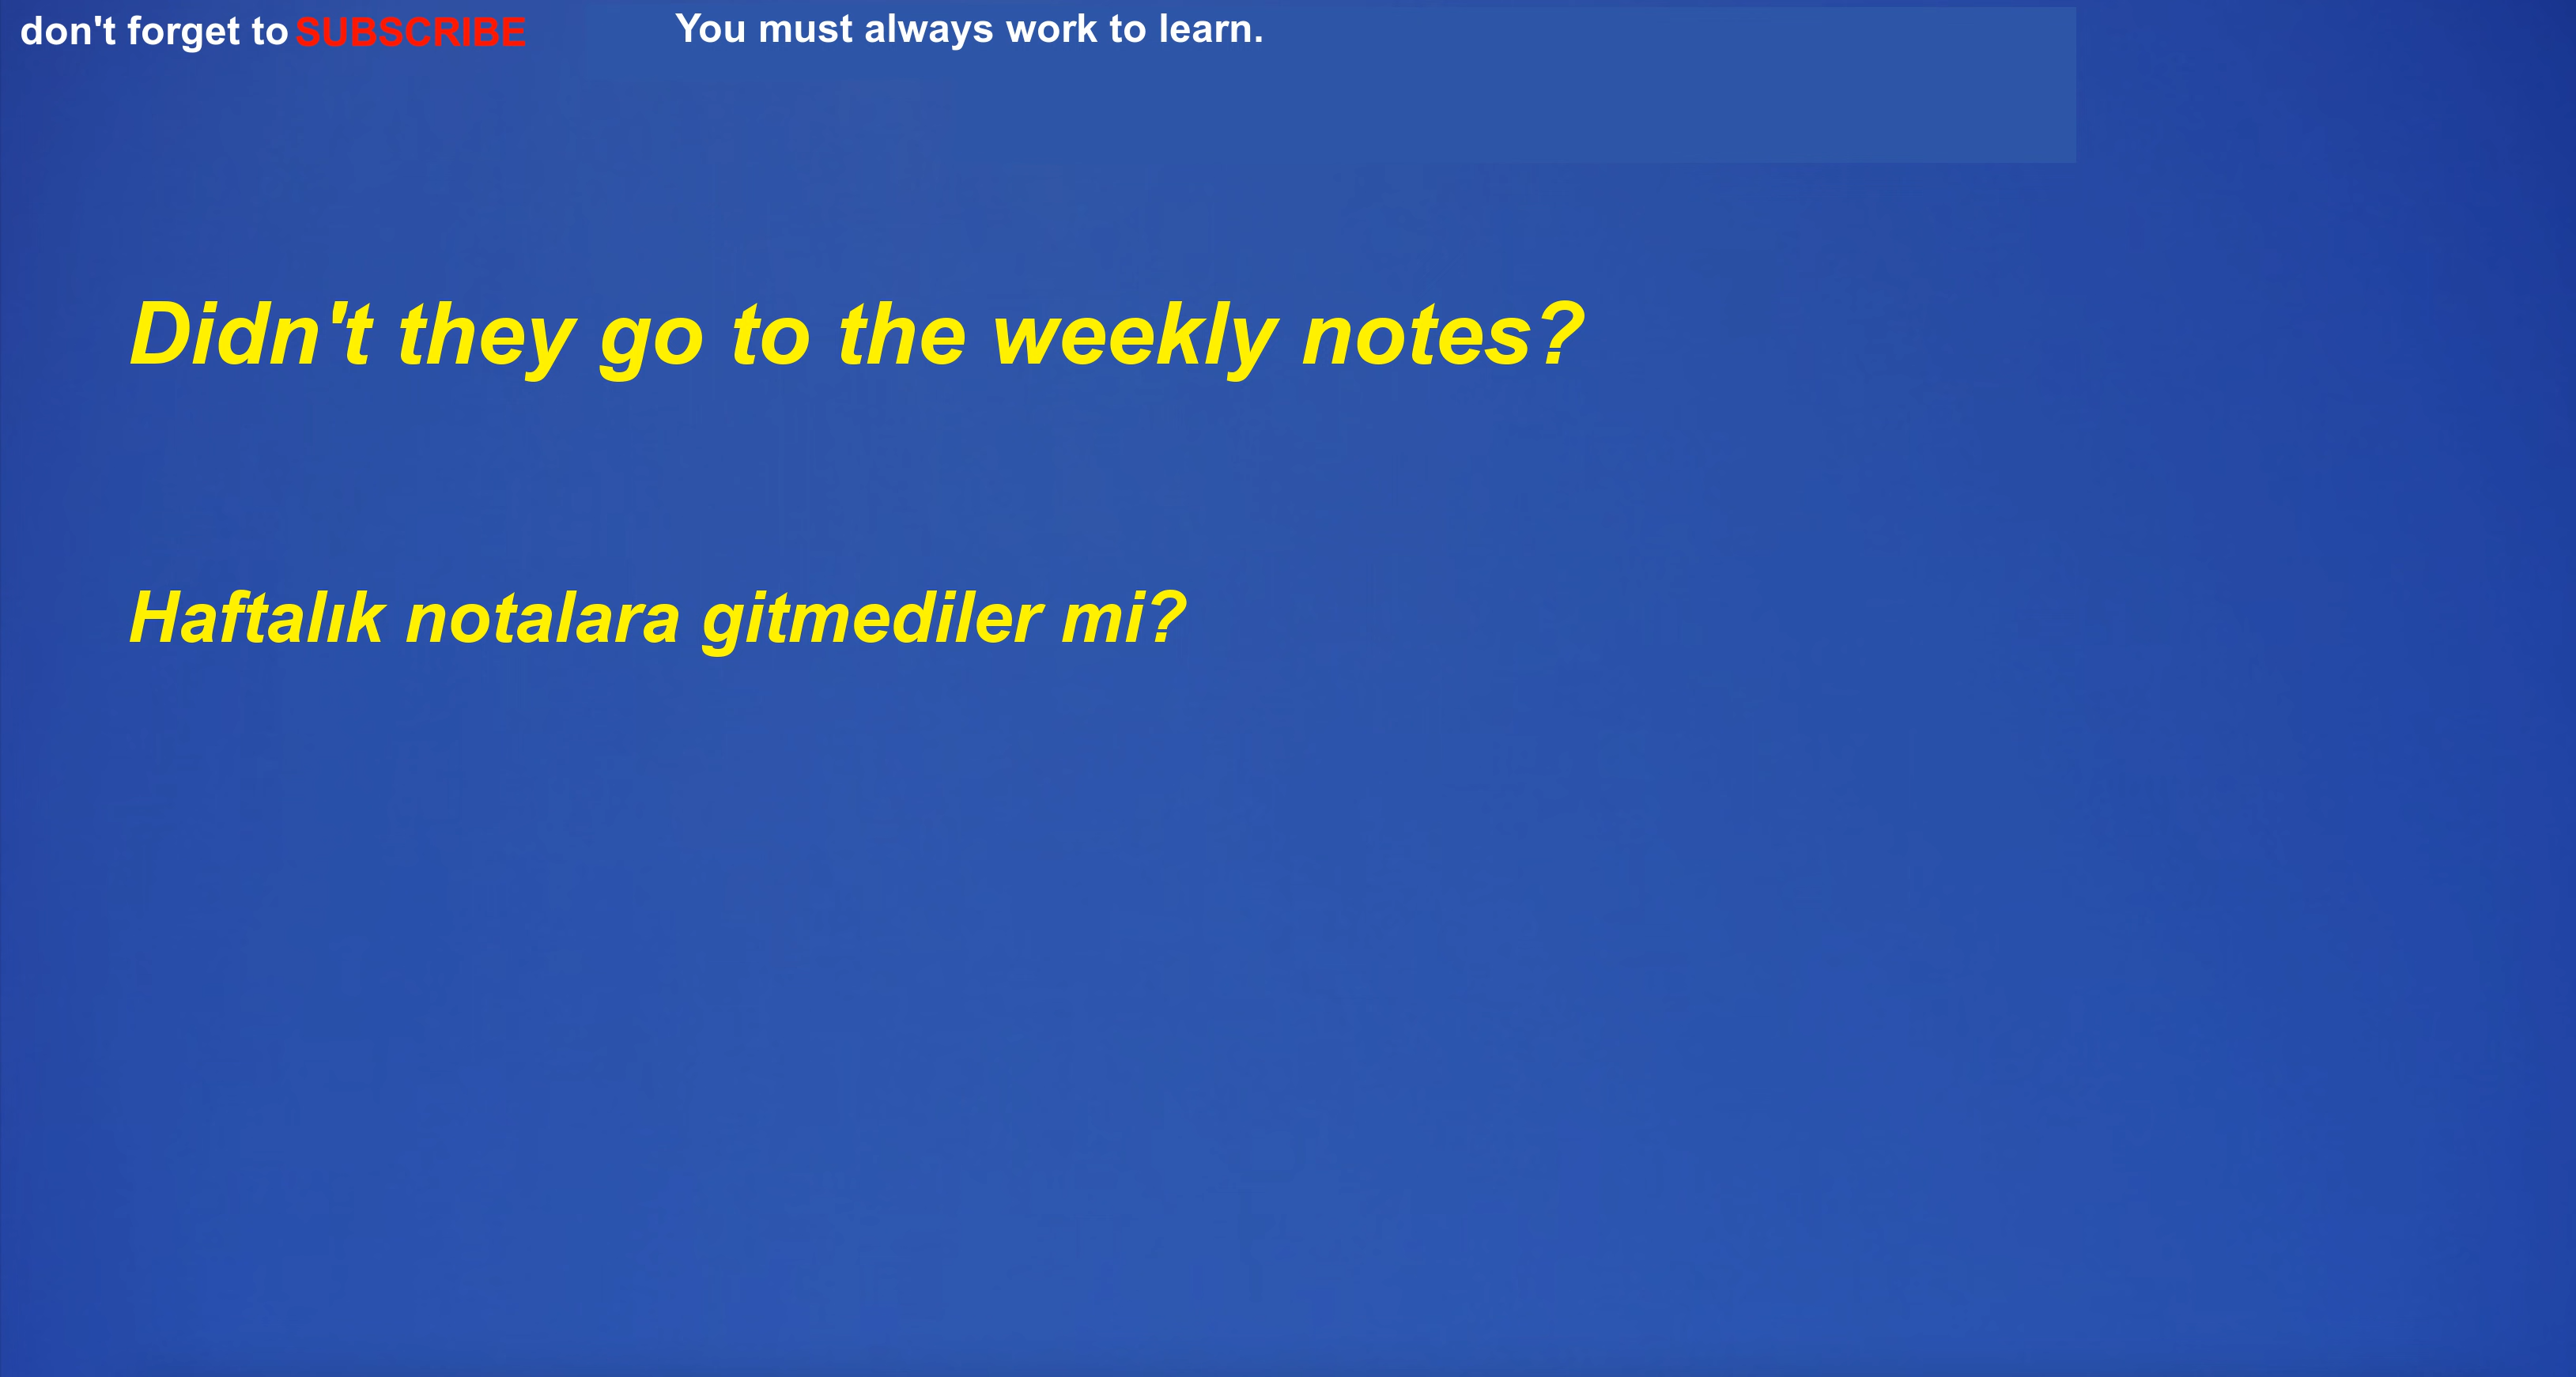 don't forget to SUBSCRIBE
You must always work to learn.
Didn't they go to the weekly notes?
Haftalık notalara gitmediler mi?